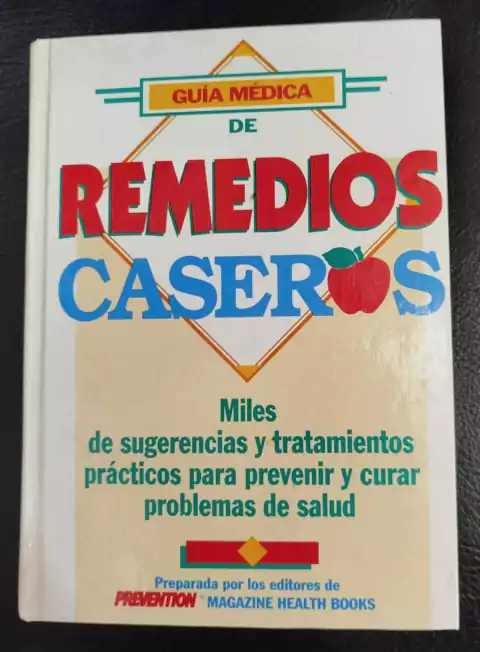 GUÍA MÉDICA
DE
REMEDIOS
CASEROS
Miles
de sugerencias y tratamientos
prácticos para prevenir y curar
problemas de salud
Preparada por los editores de
PREVENTION™ MAGAZINE HEALTH BOOKS